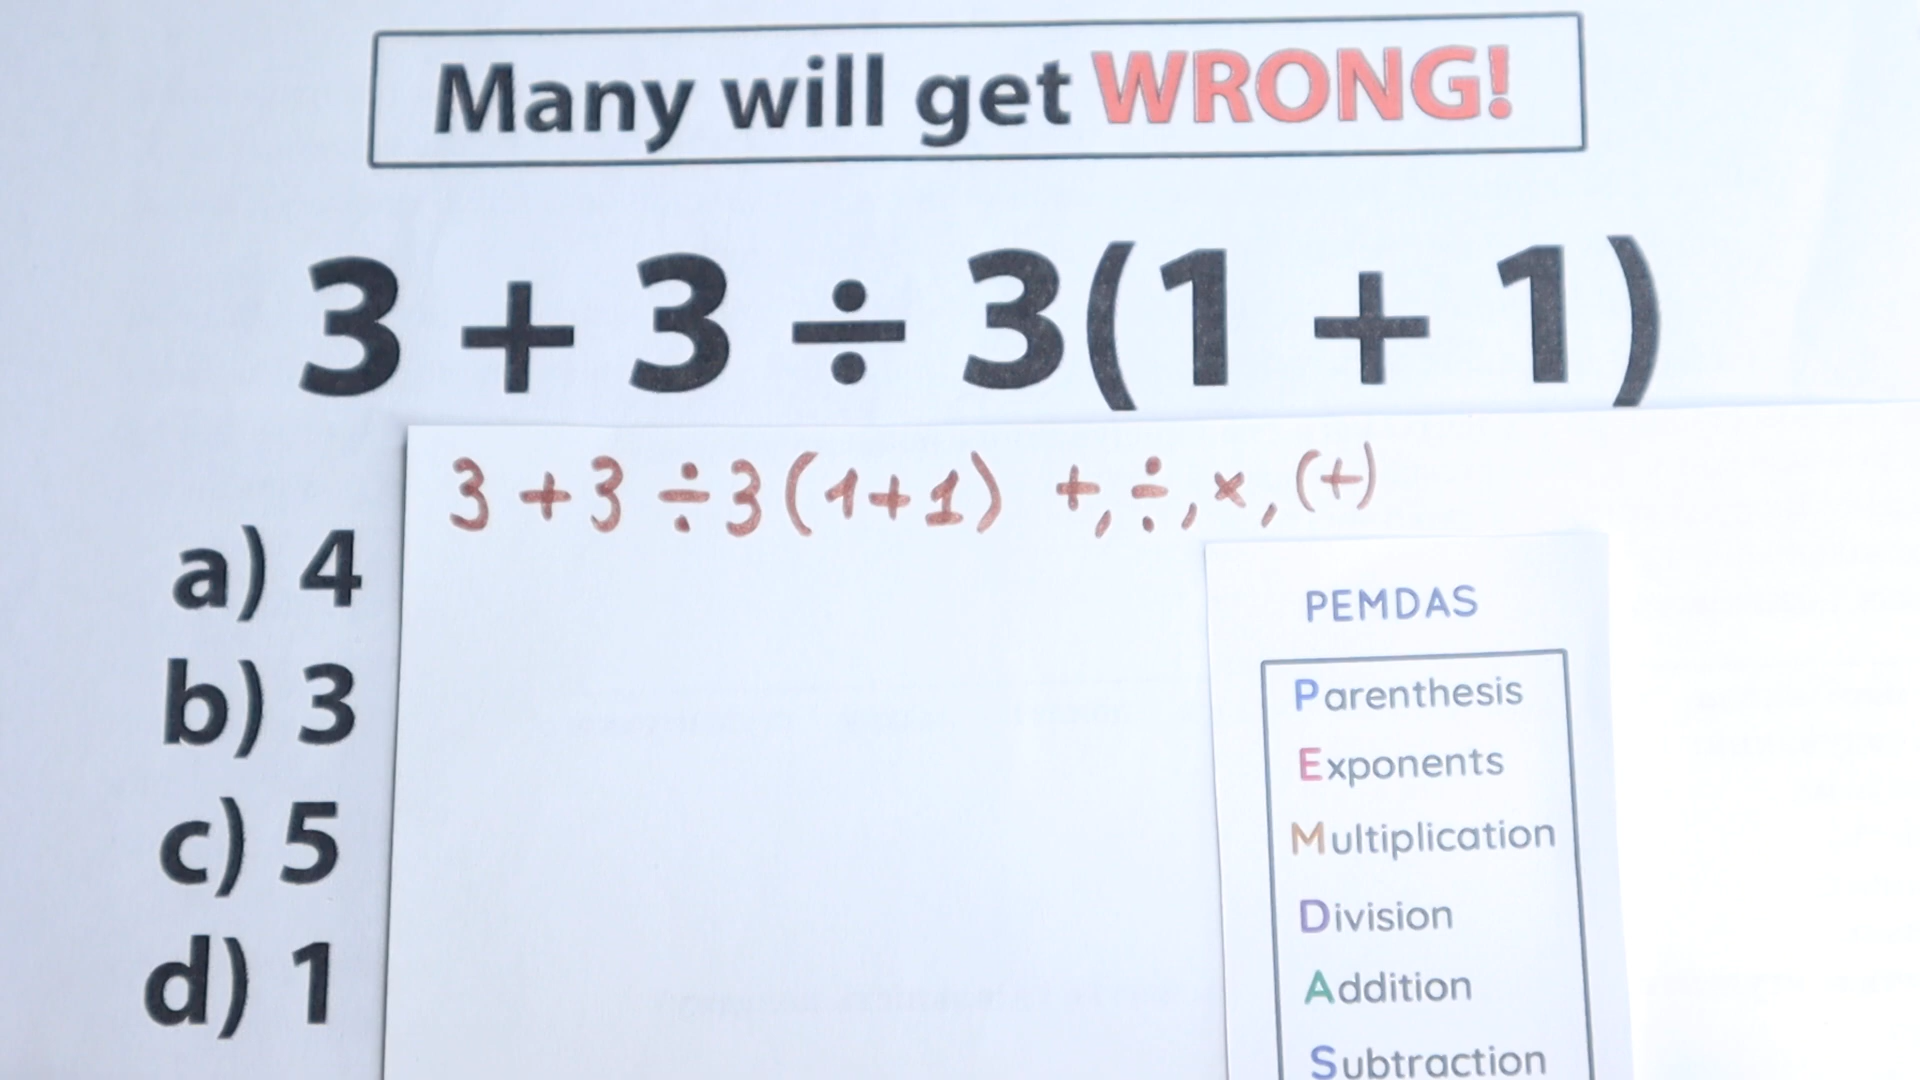 Many will get WRONG!
3 + 3 ÷ 3(1 + 1)
3 + 3 ÷ 3(1+1) +, ÷, ×, (+)
a) 4
b) 3
c) 5
d) 1
PEMDAS
Parenthesis
Exponents
Multiplication
Division
Addition
Subtraction